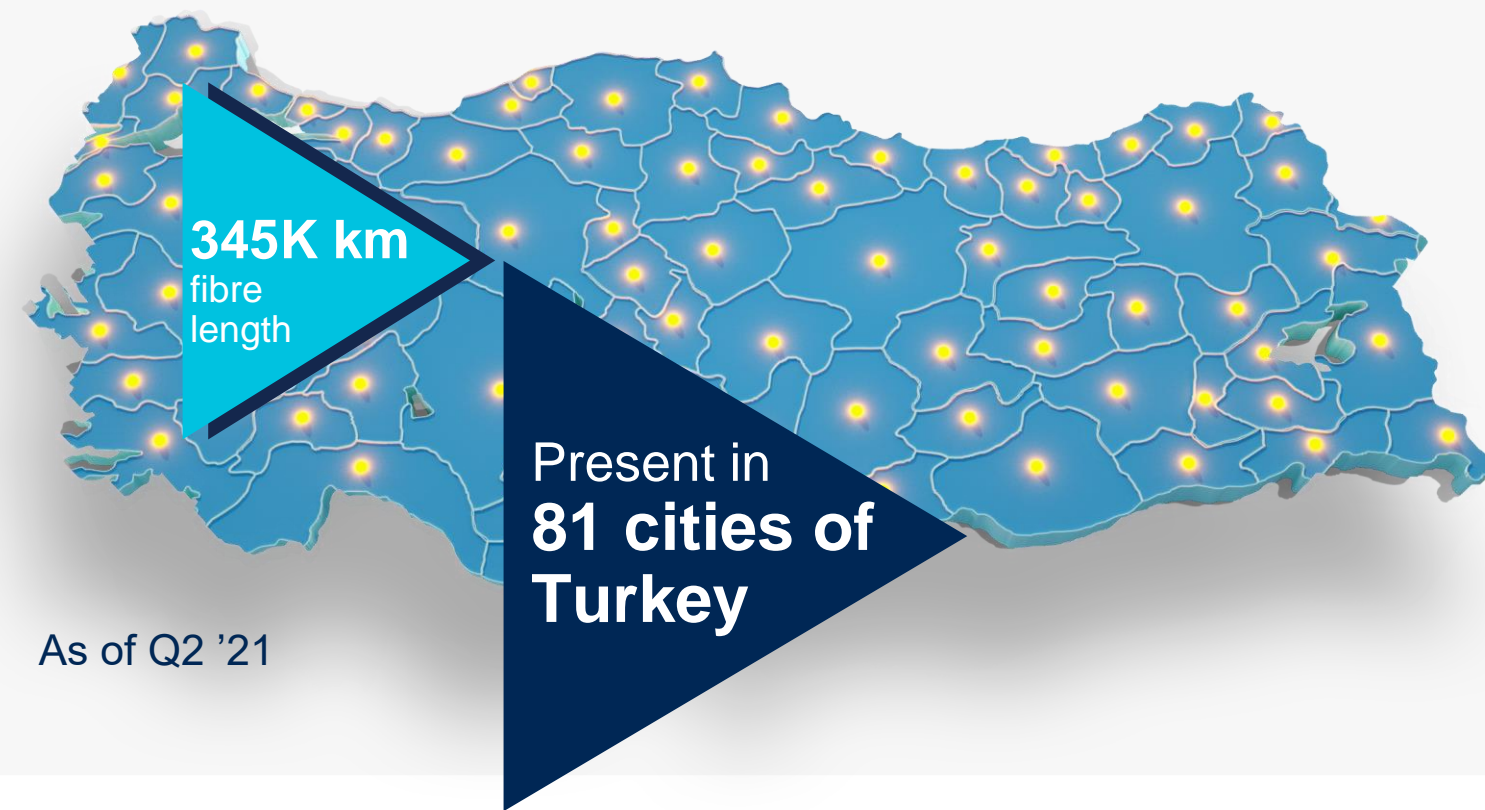 345K km
fibre
length
Present in
81 cities of
Turkey
As of Q2 ’21